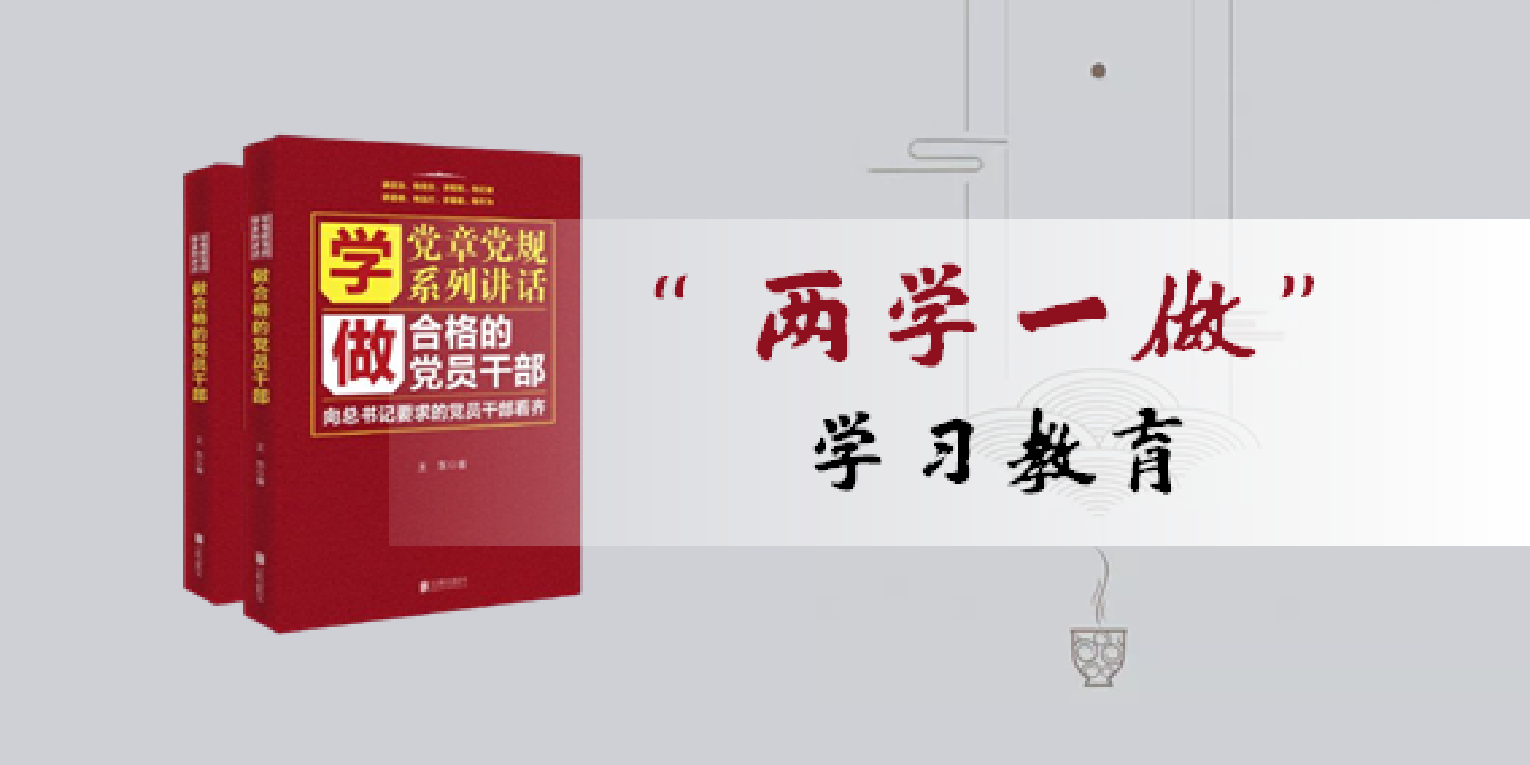 学
党章党规
系列讲话
做
合格的
党员干部
向总书记要求的党员干部看齐
做合格的党员干部
做合格的党员干部
“两学一做”
学习教育